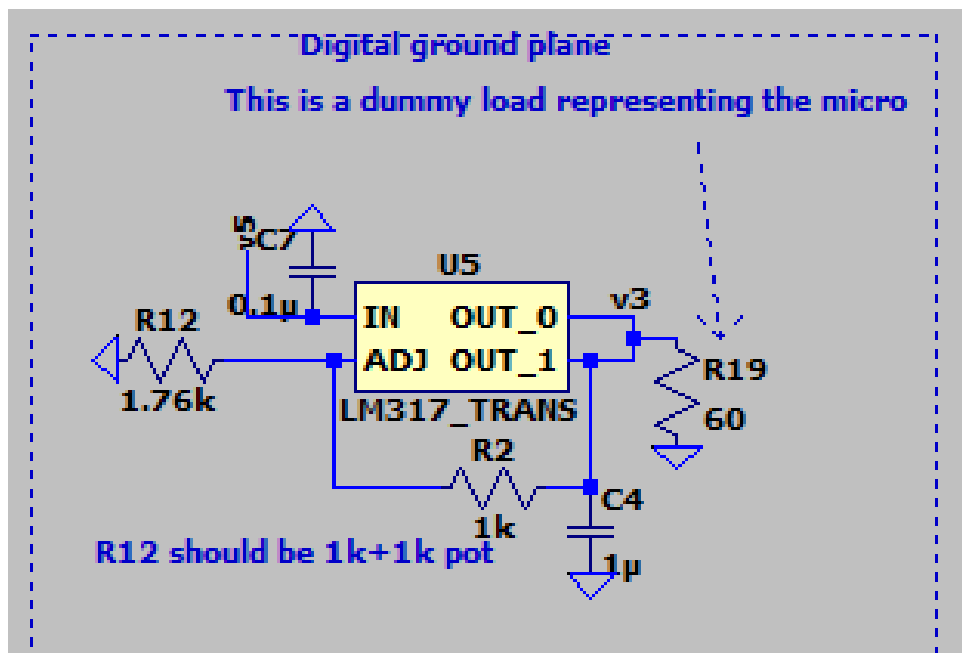 Digital ground plane
This is a dummy load representing the micro
v5
C7
0.1µ
U5
v3
IN OUT_0
ADJ OUT_1
LM317_TRANS
R12
1.76k
R19
60
R2
1k
C4
1µ
R12 should be 1k+1k pot